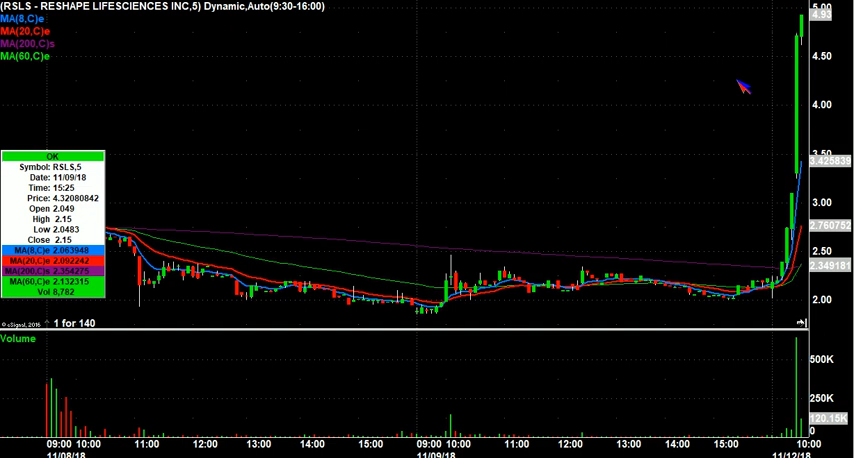 (RSLS - RESHAPE LIFESCIENCES INC,5) Dynamic,Auto(9:30-16:00)
MA(8,C)e
MA(20,C)e
MA(200,C)s
MA(60,C)e
5.00
4.93
4.50
4.00
3.50
3.425839
3.00
2.760752
2.50
2.349181
2.00
OK
Symbol: RSLS,5
Date: 11/09/18
Time: 15:25
Price: 4.32080842
Open 2.049
High 2.15
Low 2.0483
Close 2.15
MA(8,C)e 2.063948
MA(20,C)e 2.092242
MA(200,C)s 2.354275
MA(60,C)e 2.132315
Vol 8,782
© eSignal, 2016
1 for 140
Volume
500K
250K
120.15K
0
09:00 10:00 11:00 12:00 13:00 14:00 15:00 09:00 10:00 11:00 12:00 13:00 14:00 15:00 10:00
11/08/18 11/09/18 11/12/18